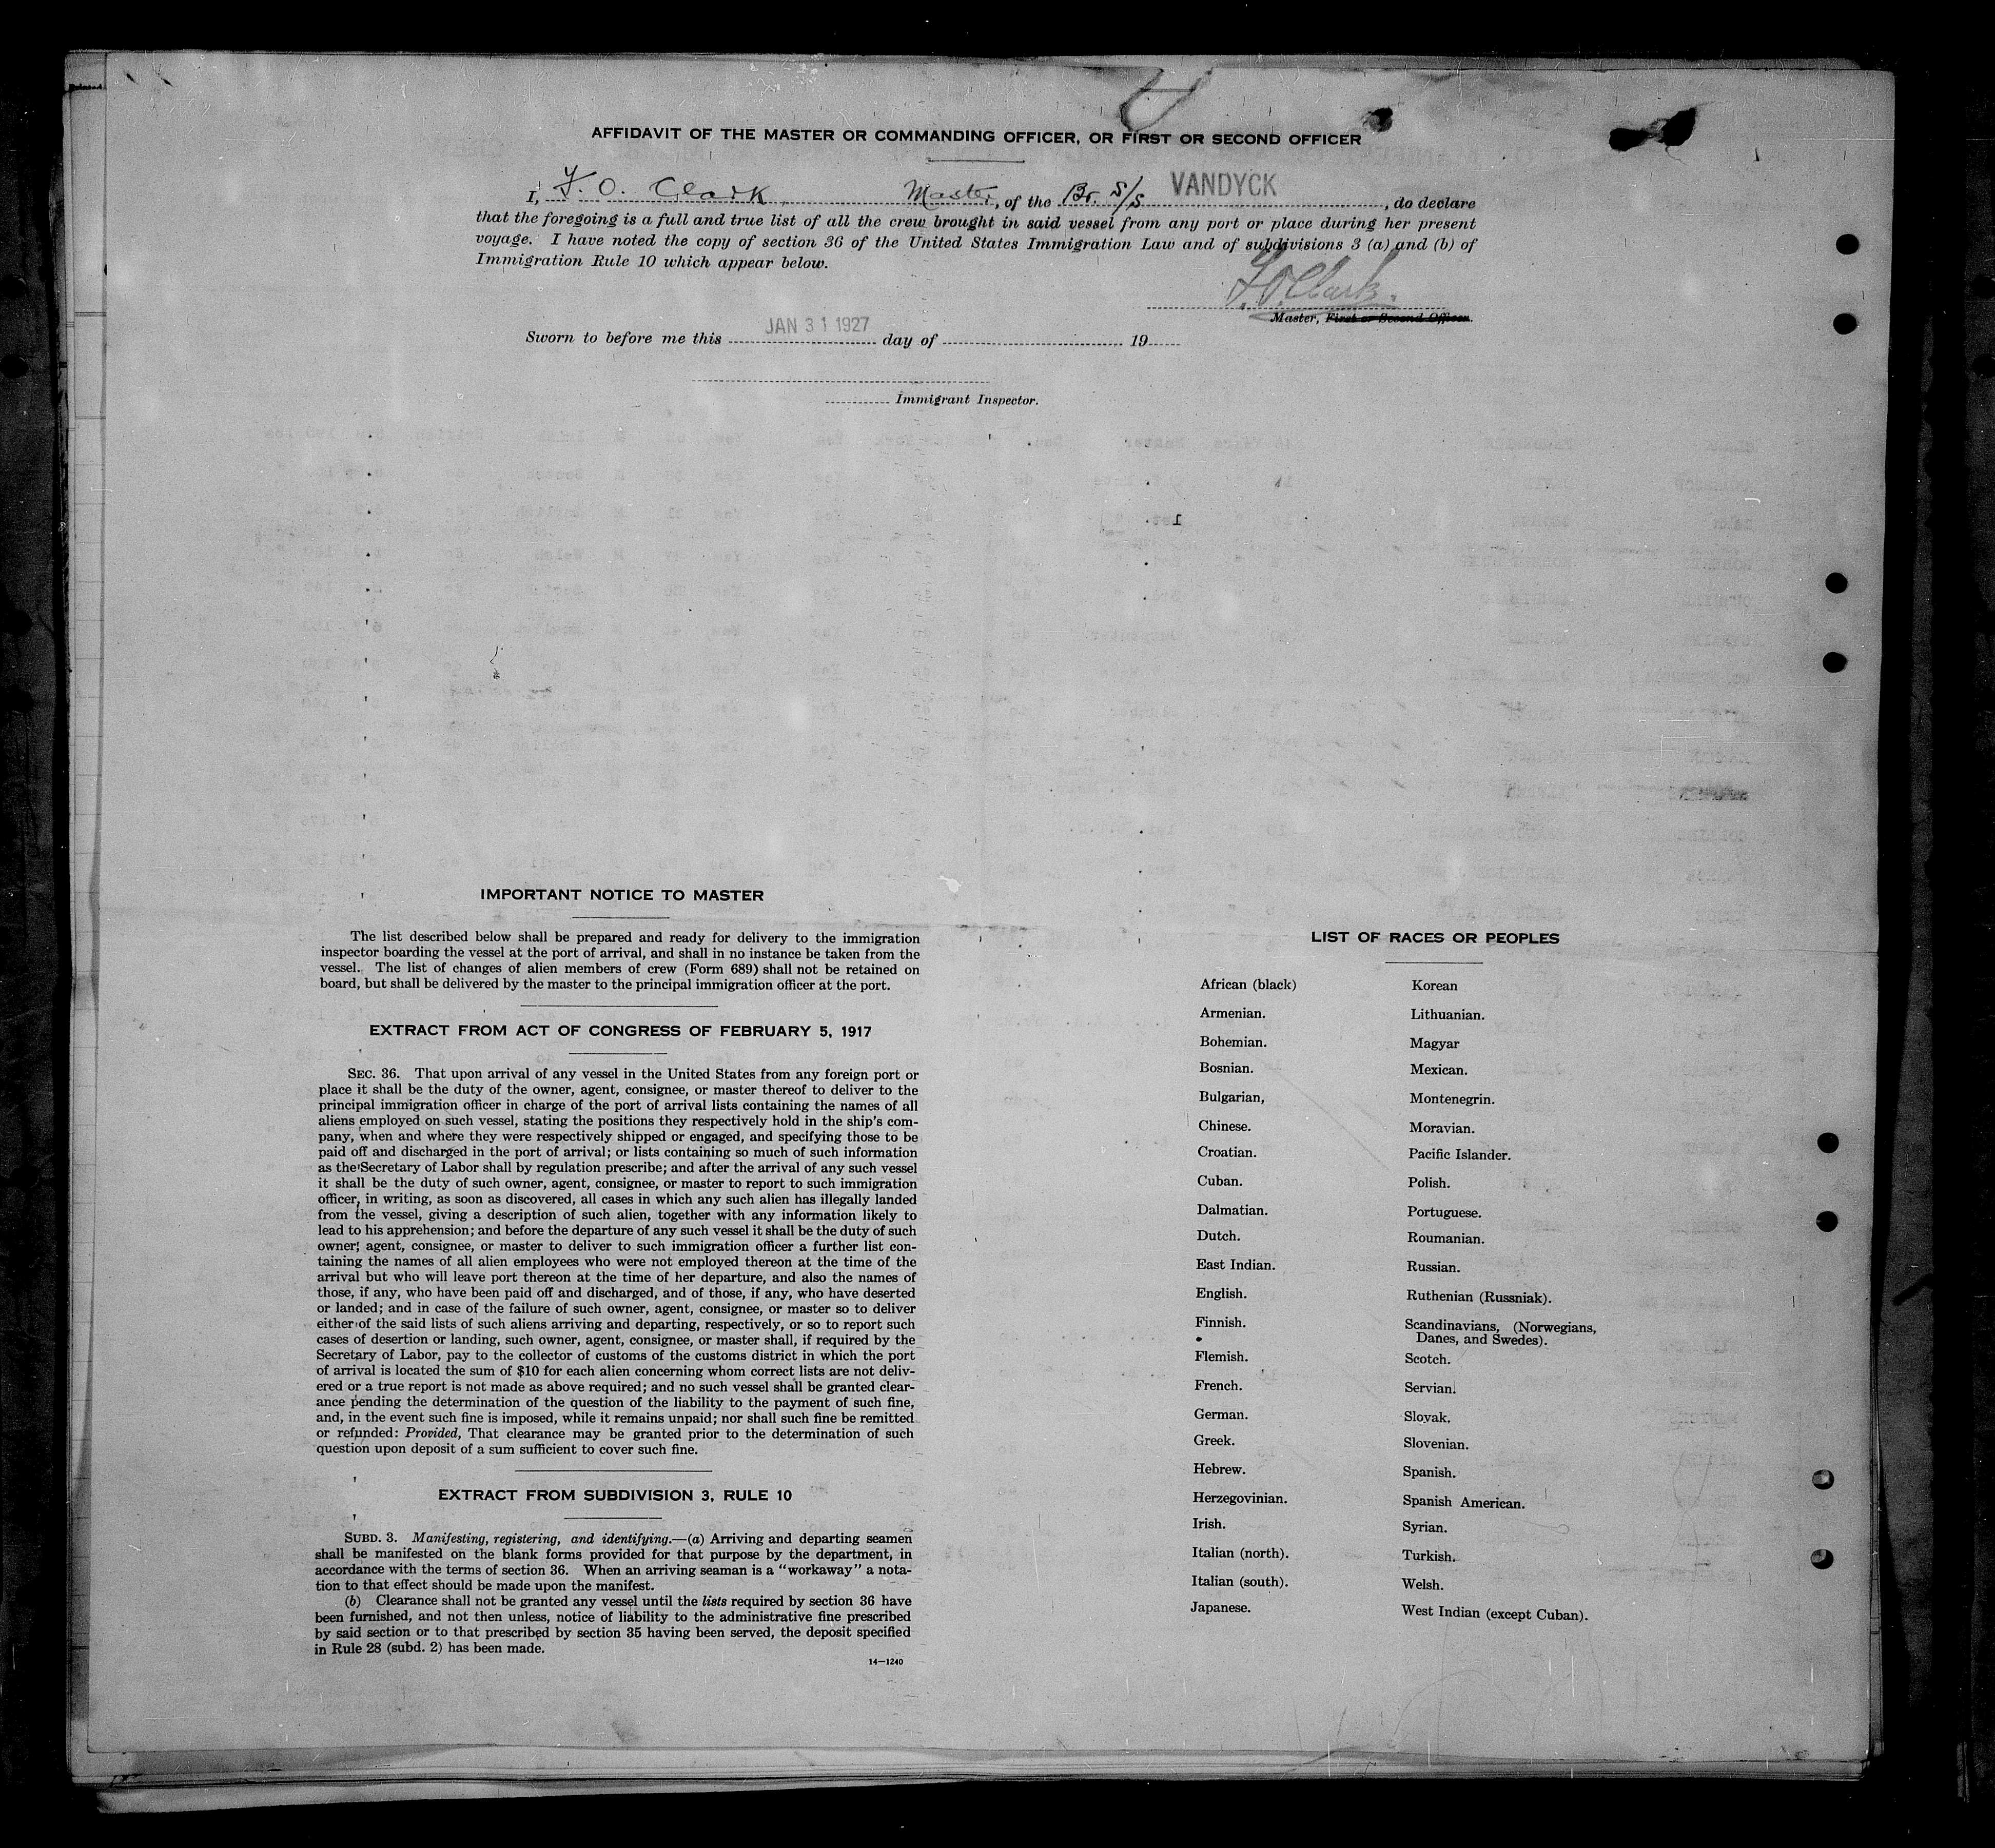 AFFIDAVIT OF THE MASTER OR COMMANDING OFFICER, OR FIRST OR SECOND OFFICER
I, F. O. Clark, Master, of the Br. S/S VANDYCK, do declare
that the foregoing is a full and true list of all the crew brought in said vessel from any port or place during her present
voyage. I have noted the copy of section 36 of the United States Immigration Law and of subdivisions 3 (a) and (b) of
Immigration Rule 10 which appear below.
F. O. Clark.
Master, First or Second Officer.
JAN 31 1927
Sworn to before me this day of 19
Immigrant Inspector.
IMPORTANT NOTICE TO MASTER
The list described below shall be prepared and ready for delivery to the immigration
inspector boarding the vessel at the port of arrival, and shall in no instance be taken from the
vessel. The list of changes of alien members of crew (Form 689) shall not be retained on
board, but shall be delivered by the master to the principal immigration officer at the port.
EXTRACT FROM ACT OF CONGRESS OF FEBRUARY 5, 1917
SEC. 36. That upon arrival of any vessel in the United States from any foreign port or
place it shall be the duty of the owner, agent, consignee, or master thereof to deliver to the
principal immigration officer in charge of the port of arrival lists containing the names of all
aliens employed on such vessel, stating the positions they respectively hold in the ship's com-
pany, when and where they were respectively shipped or engaged, and specifying those to be
paid off and discharged in the port of arrival; or lists containing so much of such information
as the Secretary of Labor shall by regulation prescribe; and after the arrival of any such vessel
it shall be the duty of such owner, agent, consignee, or master to report to such immigration
officer, in writing, as soon as discovered, all cases in which any such alien has illegally landed
from the vessel, giving a description of such alien, together with any information likely to
lead to his apprehension; and before the departure of any such vessel it shall be the duty of such
owner, agent, consignee, or master to deliver to such immigration officer a further list con-
taining the names of all alien employees who were not employed thereon at the time of the
arrival but who will leave port thereon at the time of her departure, and also the names of
those, if any, who have been paid off and discharged, and of those, if any, who have deserted
or landed; and in case of the failure of such owner, agent, consignee, or master so to deliver
either of the said lists of such aliens arriving and departing, respectively, or so to report such
cases of desertion or landing, such owner, agent, consignee, or master shall, if required by the
Secretary of Labor, pay to the collector of customs of the customs district in which the port
of arrival is located the sum of $10 for each alien concerning whom correct lists are not deliv-
ered or a true report is not made as above required; and no such vessel shall be granted clear-
ance pending the determination of the question of the liability to the payment of such fine,
and, in the event such fine is imposed, while it remains unpaid; nor shall such fine be remitted
or refunded: Provided, That clearance may be granted prior to the determination of such
question upon deposit of a sum sufficient to cover such fine.
EXTRACT FROM SUBDIVISION 3, RULE 10
SUBD. 3. Manifesting, registering, and identifying.—(a) Arriving and departing seamen
shall be manifested on the blank forms provided for that purpose by the department, in
accordance with the terms of section 36. When an arriving seaman is a "workaway" a nota-
tion to that effect should be made upon the manifest.
(b) Clearance shall not be granted any vessel until the lists required by section 36 have
been furnished, and not then unless, notice of liability to the administrative fine prescribed
by said section or to that prescribed by section 35 having been served, the deposit specified
in Rule 28 (subd. 2) has been made.
14—1240
LIST OF RACES OR PEOPLES
African (black)
Armenian.
Bohemian.
Bosnian.
Bulgarian,
Chinese.
Croatian.
Cuban.
Dalmatian.
Dutch.
East Indian.
English.
Finnish.
Flemish.
French.
German.
Greek.
Hebrew.
Herzegovinian.
Irish.
Italian (north).
Italian (south).
Japanese.
Korean
Lithuanian.
Magyar
Mexican.
Montenegrin.
Moravian.
Pacific Islander.
Polish.
Portuguese.
Roumanian.
Russian.
Ruthenian (Russniak).
Scandinavians, (Norwegians,
Danes, and Swedes).
Scotch.
Servian.
Slovak.
Slovenian.
Spanish.
Spanish American.
Syrian.
Turkish.
Welsh.
West Indian (except Cuban).